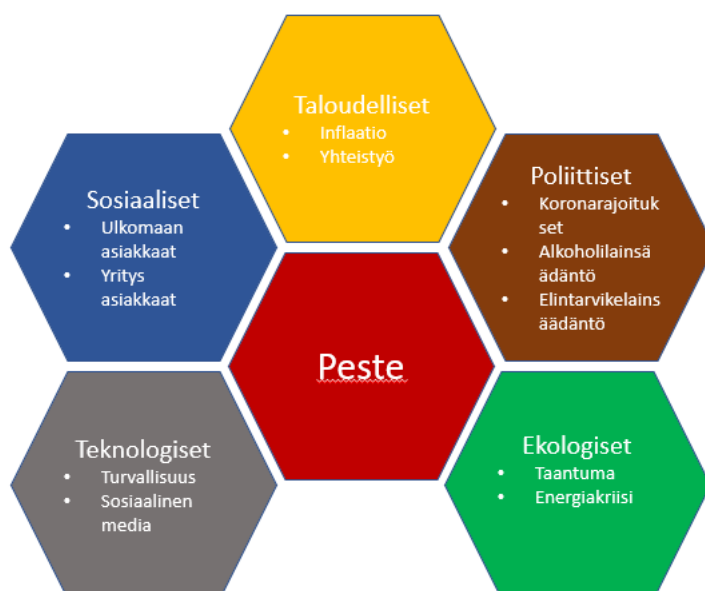 Taloudelliset
• Inflaatio
• Yhteistyö
Sosiaaliset
• Ulkomaan
asiakkaat
• Yritys
asiakkaat
Poliittiset
• Koronarajoituk
set
• Alkoholilainsä
ädäntö
• Elintarvikelains
äädäntö
Peste
Teknologiset
• Turvallisuus
• Sosiaalinen
media
Ekologiset
• Taantuma
• Energiakriisi